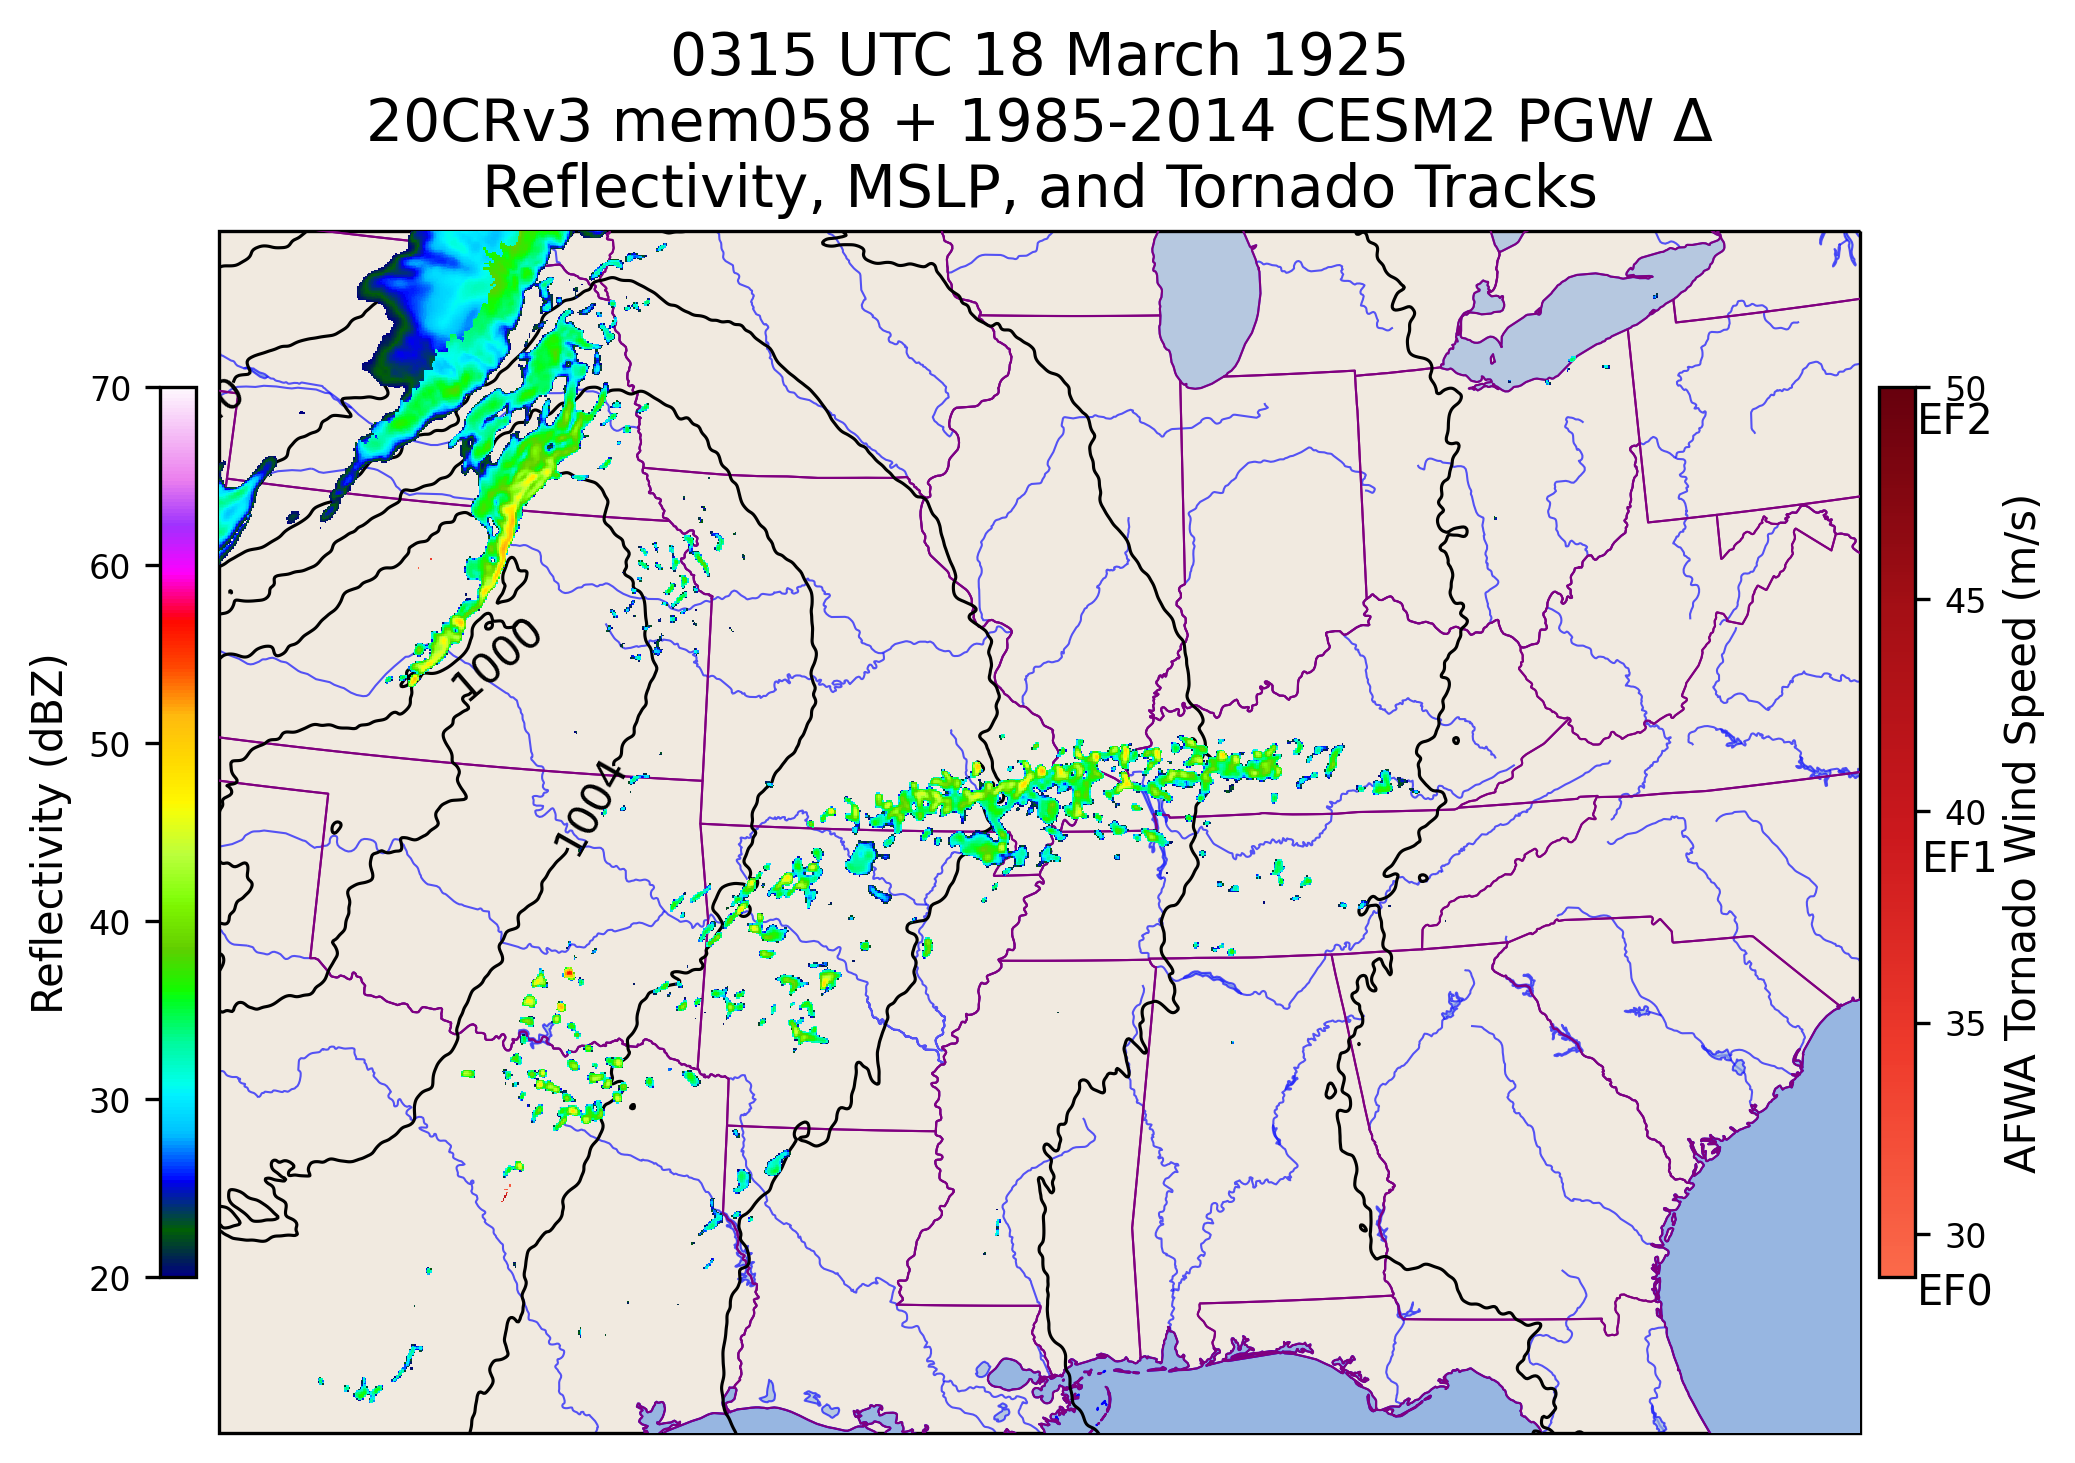 0315 UTC 18 March 1925
20CRv3 mem058 + 1985-2014 CESM2 PGW Δ
Reflectivity, MSLP, and Tornado Tracks
70
60
50
40
30
20
Reflectivity (dBZ)
1000
1004
50
EF2
45
40
EF1
35
30
EF0
AFWA Tornado Wind Speed (m/s)